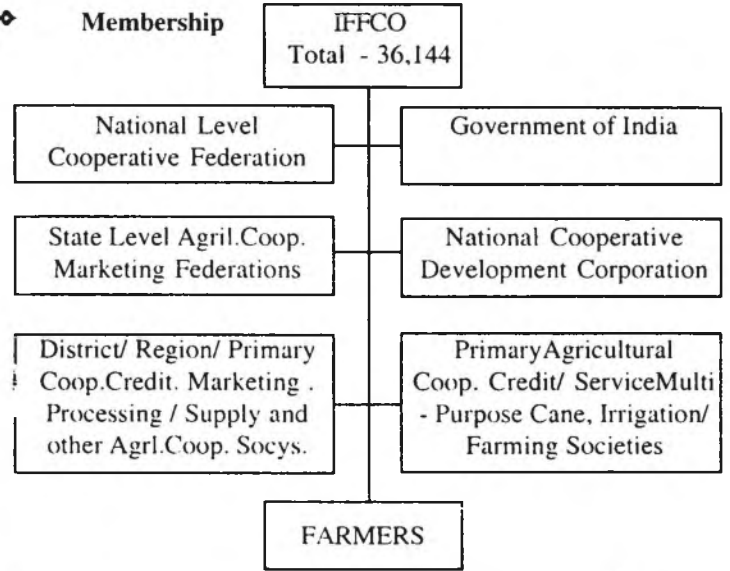 Membership
IFFCO
Total - 36,144
National Level
Cooperative Federation
Government of India
State Level Agril.Coop.
Marketing Federations
National Cooperative
Development Corporation
District/ Region/ Primary
Coop.Credit. Marketing .
Processing / Supply and
other Agrl.Coop. Socys.
PrimaryAgricultural
Coop. Credit/ ServiceMulti
- Purpose Cane, Irrigation/
Farming Societies
FARMERS